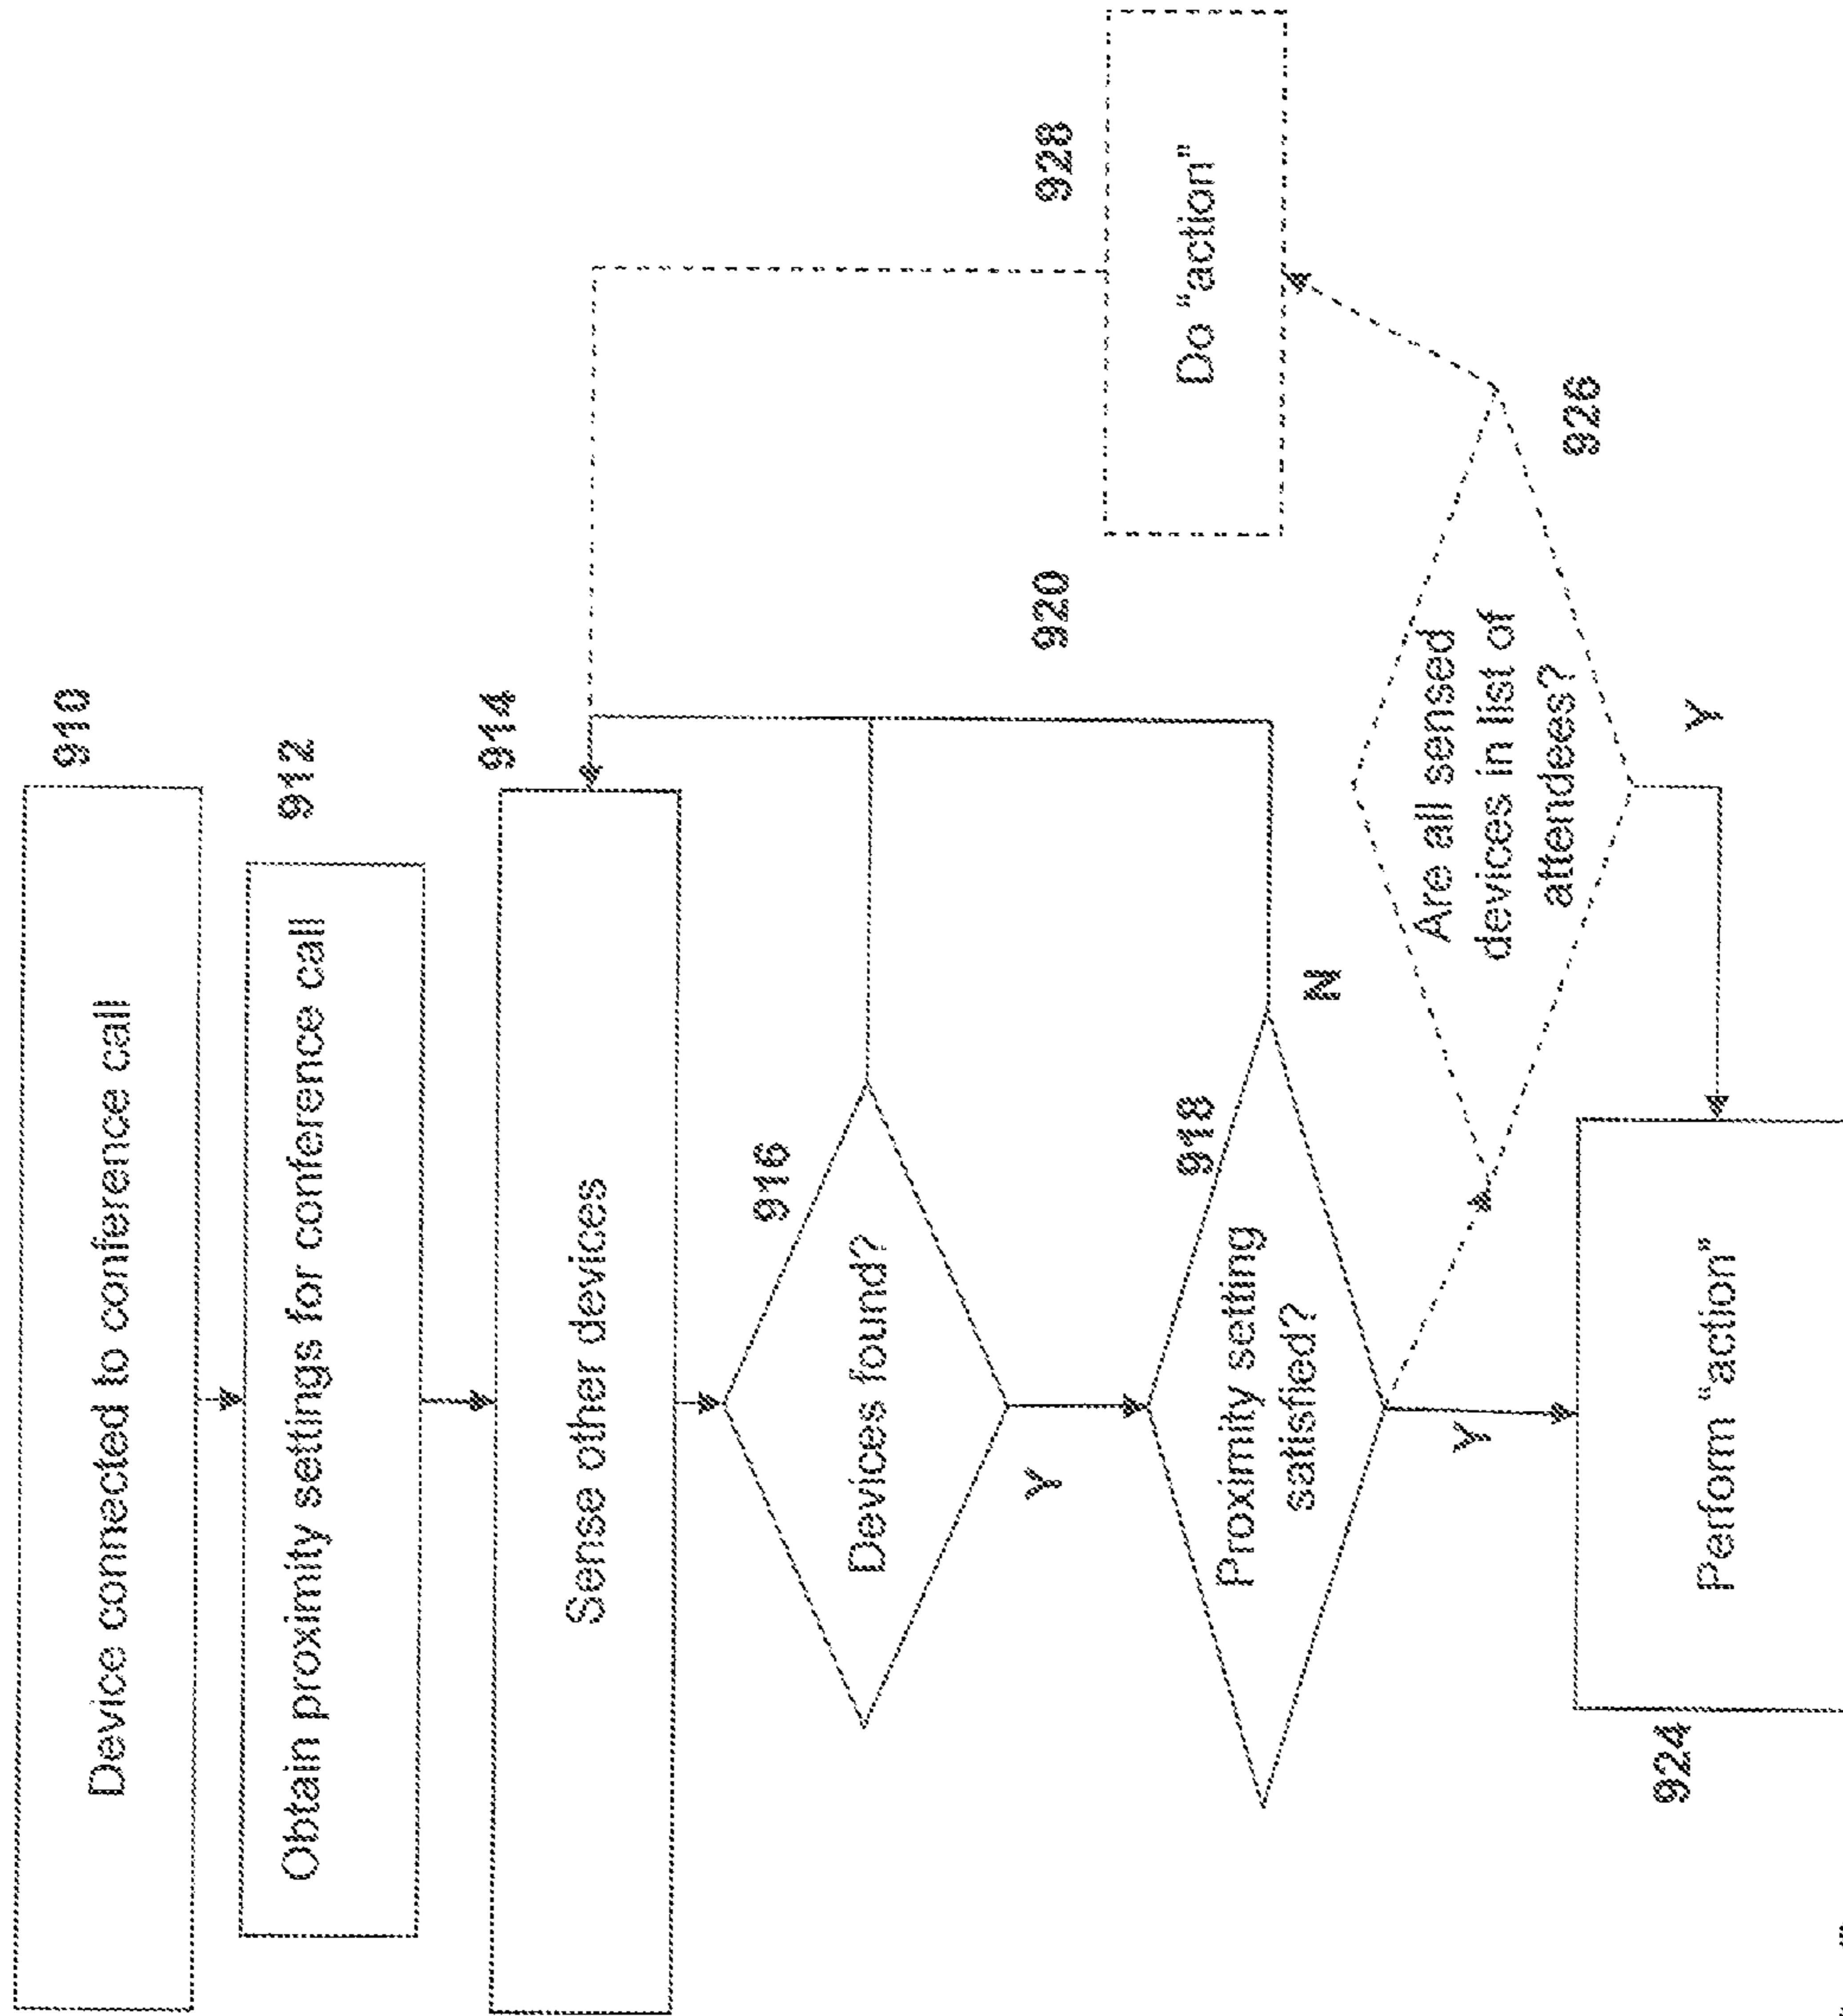 Device connected to conference call
910
Obtain proximity settings for conference call
912
Sense other devices
914
Devices found?
916
Y
Proximity setting
satisfied?
918
N
920
Y
Are all sensed
devices in list of
attendees?
926
Y
Do "action"
928
Perform "action"
924